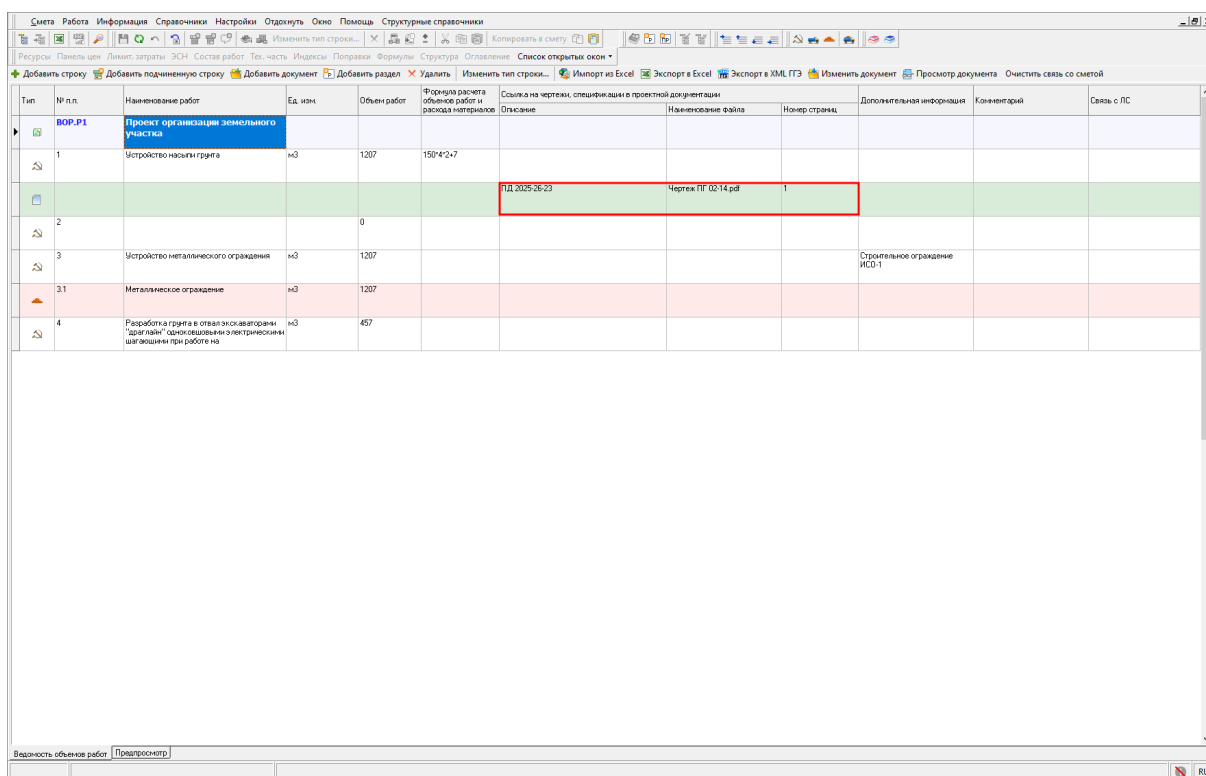 Смета Работа Информация Справочники Настройки Отдохнуть Окно Помощь Структурные справочники
Изменить тип строки... Копировать в смету
Ресурсы Панель цен Лимит. затраты ЭСН Состав работ Тех. часть Индексы Поправки Формулы Структура Оглавление Список открытых окон
Добавить строку Добавить подчиненную строку Добавить документ Добавить раздел Удалить Изменить тип строки... Импорт из Excel Экспорт в Excel Экспорт в XML ГГЭ Изменить документ Просмотр документа Очистить связь со сметой
Тип № п.п. Наименование работ Ед. изм. Объем работ Формула расчета объемов работ и расхода материалов Ссылка на чертежи, спецификации в проектной документации Дополнительная информация Комментарий Связь с ЛС
Описание Наименование файла Номер страниц
ВОР.Р1 Проект организации земельного
участка
1 Устройство насыпи грунта м3 1207 150*4*2+7
ПД 2025-26-23 Чертеж ПГ 02-14.pdf 1
2 0
3 Устройство металлического ограждения м3 1207 Строительное ограждение
ИСО-1
3.1 Металлическое ограждение м3 1207
4 Разработка грунта в отвал экскаваторами м3 457
"драглайн" одноковшовыми электрическими
шагающими при работе на
Ведомость объемов работ Предпросмотр